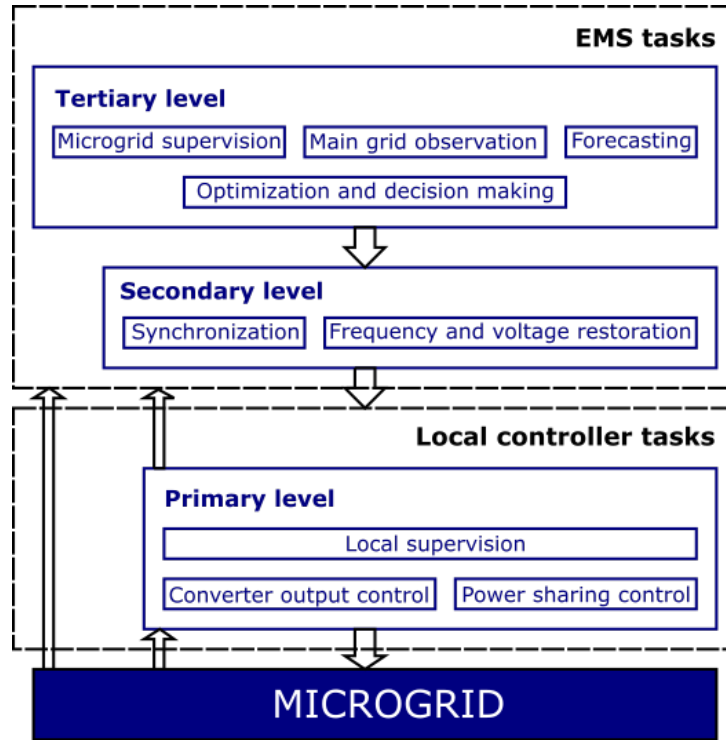 EMS tasks
Tertiary level
Microgrid supervision
Main grid observation
Forecasting
Optimization and decision making
Secondary level
Synchronization
Frequency and voltage restoration
Local controller tasks
Primary level
Local supervision
Converter output control
Power sharing control
MICROGRID